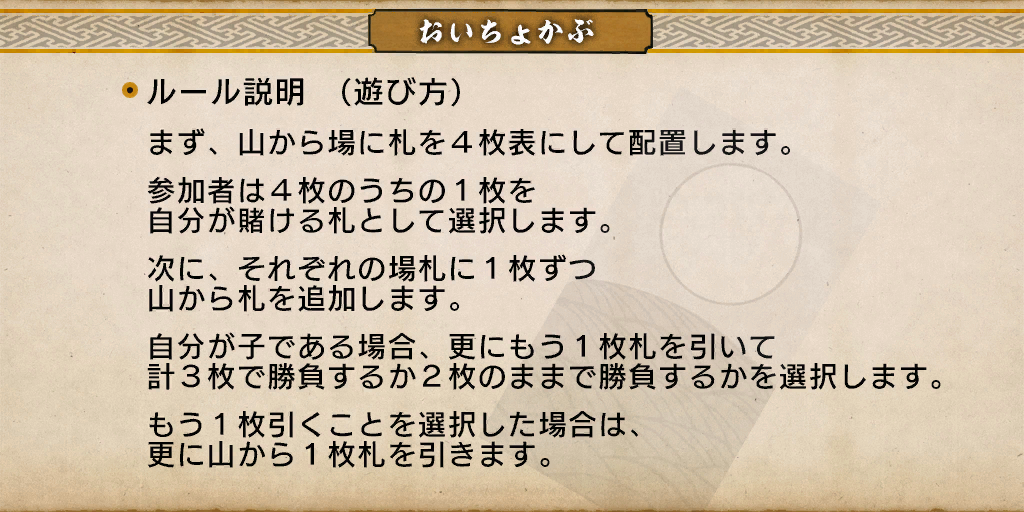 おいちょかぶ
ルール説明　（遊び方）
まず、山から場に札を４枚表にして配置します。
参加者は４枚のうちの１枚を
自分が賭ける札として選択します。
次に、それぞれの場札に１枚ずつ
山から札を追加します。
自分が子である場合、更にもう１枚札を引いて
計３枚で勝負するか２枚のままで勝負するかを選択します。
もう１枚引くことを選択した場合は、
更に山から１枚札を引きます。